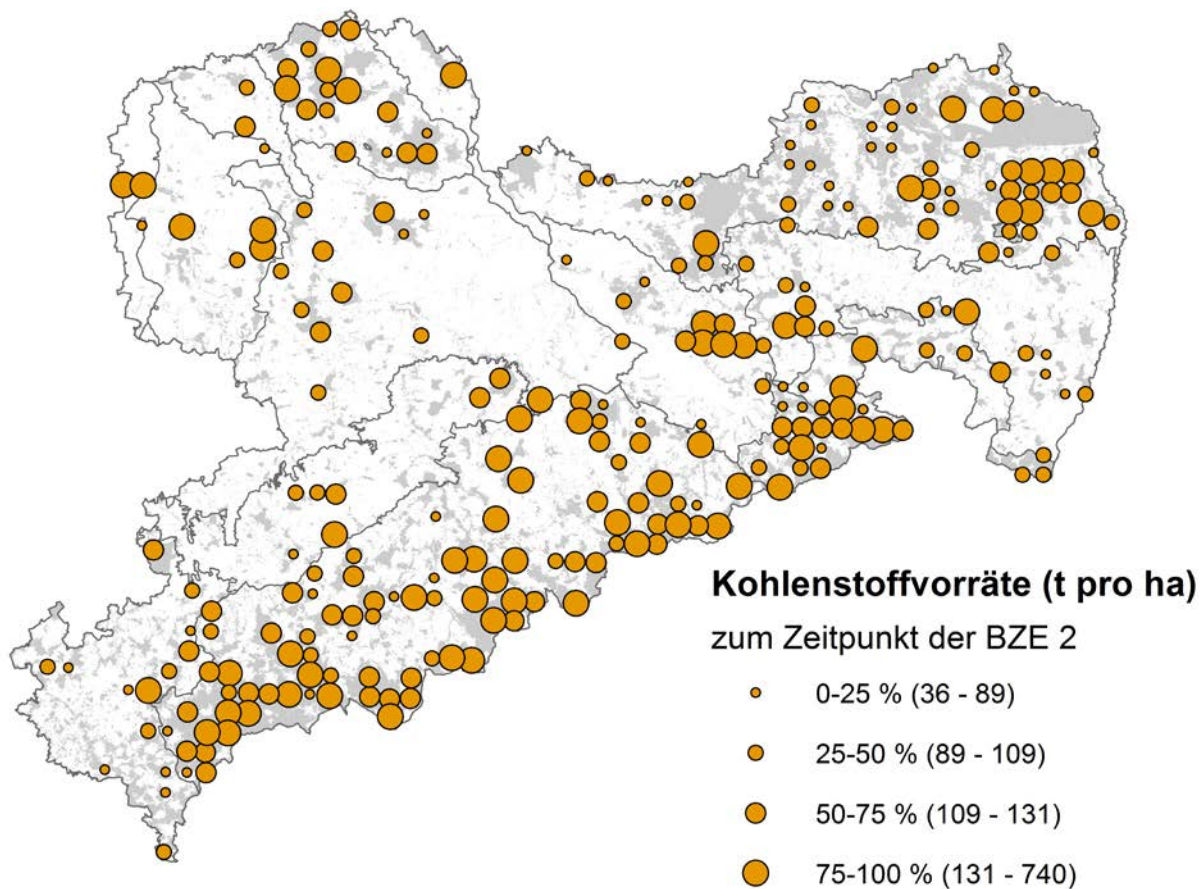 Kohlenstoffvorräte (t pro ha)
zum Zeitpunkt der BZE 2
0-25 % (36 - 89)
25-50 % (89 - 109)
50-75 % (109 - 131)
75-100 % (131 - 740)